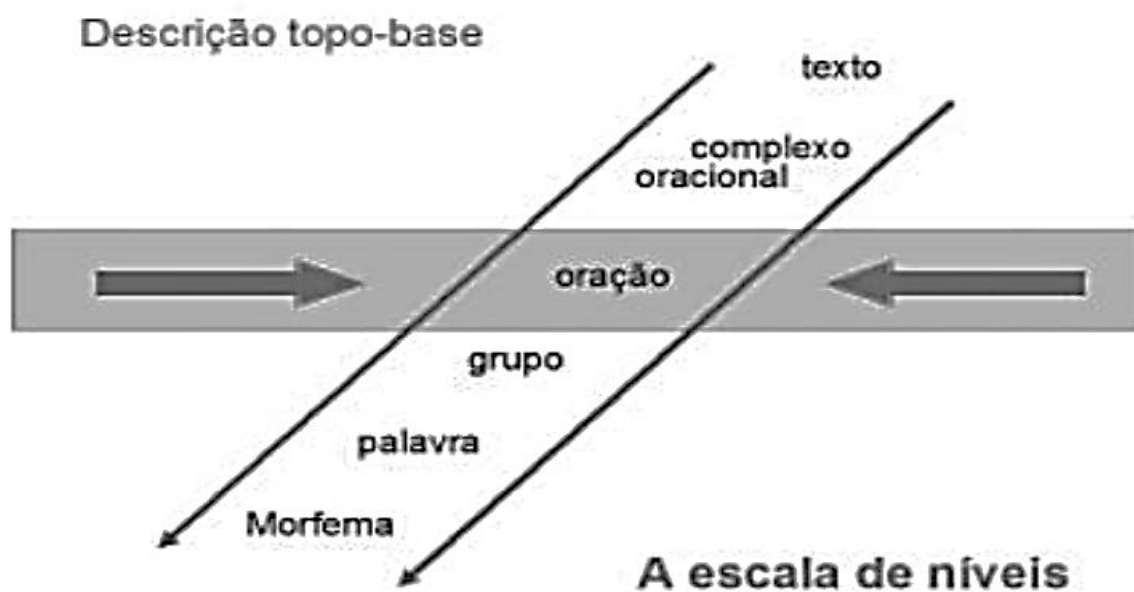 Descrição topo-base
texto
complexo
oracional
oração
grupo
palavra
Morfema
A escala de níveis